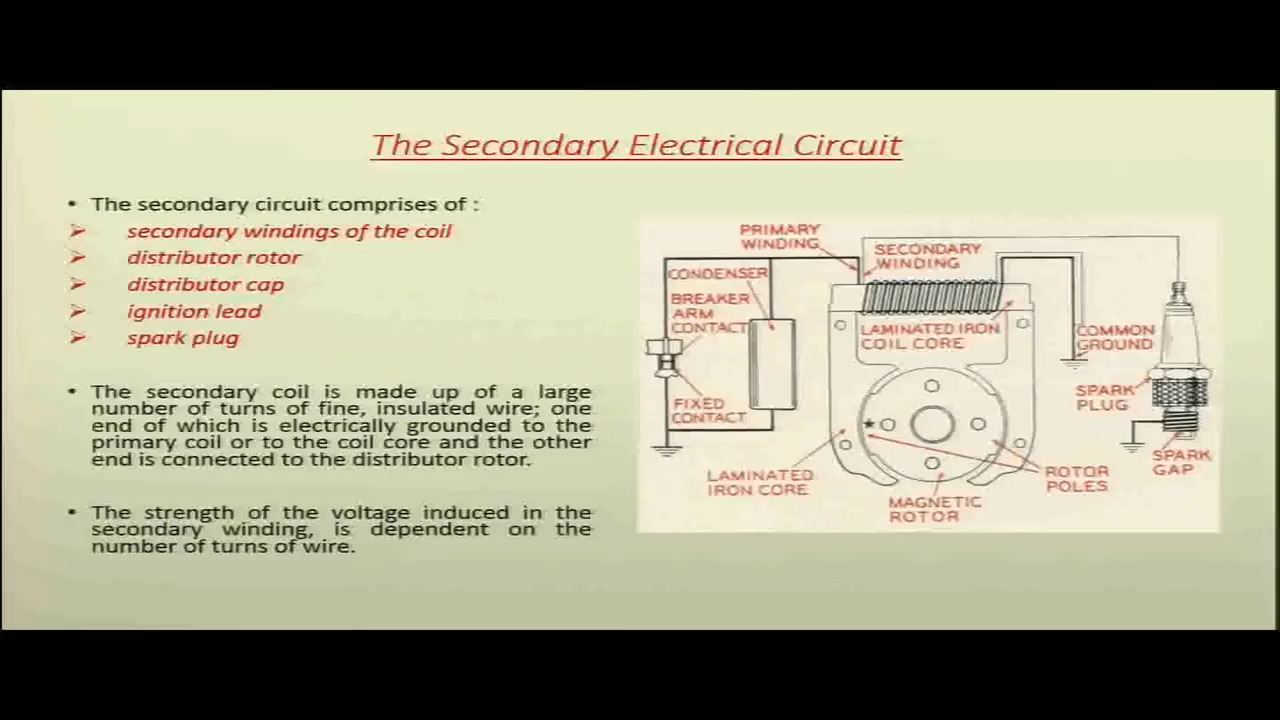 The Secondary Electrical Circuit
• The secondary circuit comprises of :
➢ secondary windings of the coil
➢ distributor rotor
➢ distributor cap
➢ ignition lead
➢ spark plug
• The secondary coil is made up of a large
number of turns of fine, insulated wire; one
end of which is electrically grounded to the
primary coil or to the coil core and the other
end is connected to the distributor rotor.
• The strength of the voltage induced in the
secondary winding, is dependent on the
number of turns of wire.
PRIMARY
WINDING
SECONDARY
WINDING
CONDENSER
BREAKER
ARM
CONTACT
LAMINATED IRON
COIL CORE
COMMON
GROUND
FIXED
CONTACT
SPARK
PLUG
SPARK
GAP
LAMINATED
IRON CORE
ROTOR
POLES
MAGNETIC
ROTOR